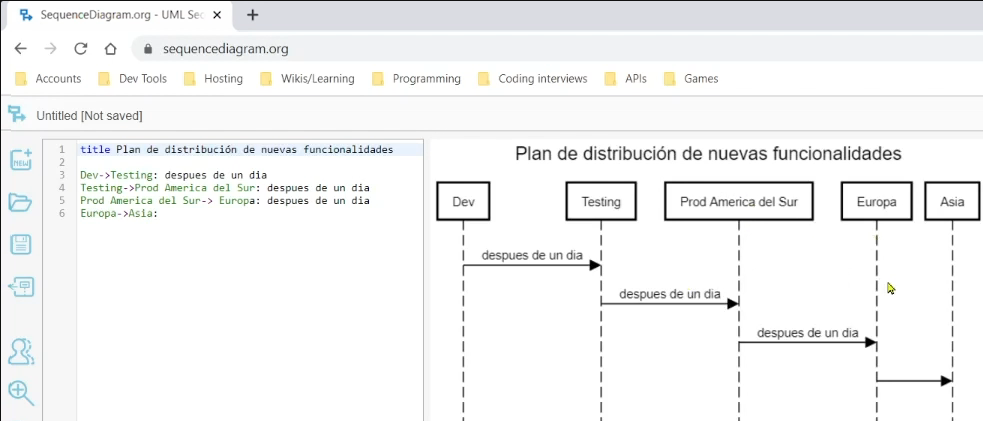 SequenceDiagram.org - UML Sec
sequencediagram.org
Accounts Dev Tools Hosting Wikis/Learning Programming Coding interviews APIs Games
Untitled [Not saved]
NEW
1 title Plan de distribución de nuevas funcionalidades
2
3 Dev->Testing: despues de un dia
4 Testing->Prod America del Sur: despues de un dia
5 Prod America del Sur-> Europa: despues de un dia
6 Europa->Asia:
Plan de distribución de nuevas funcionalidades
Dev Testing Prod America del Sur Europa Asia
despues de un dia
despues de un dia
despues de un dia